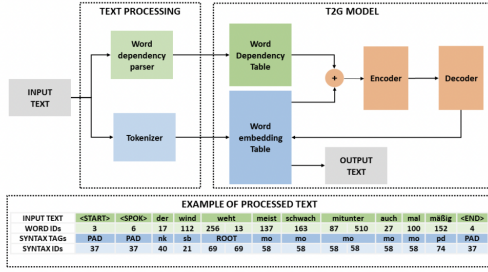 TEXT PROCESSING
T2G MODEL
INPUT
TEXT
Word
dependency
parser
Tokenizer
Word
Dependency
Table
Word
embedding
Table
+
Encoder
Decoder
OUTPUT
TEXT
EXAMPLE OF PROCESSED TEXT
INPUT TEXT <START> <SPOK> der wind weht meist schwach mitunter auch mal mäßig <END>
WORD IDs 3 6 17 112 256 13 137 163 87 510 27 100 152 4
SYNTAX TAGS PAD PAD nk sb ROOT mo mo mo mo mo pd PAD
SYNTAX IDs 37 37 40 21 69 69 58 58 58 58 58 58 74 37